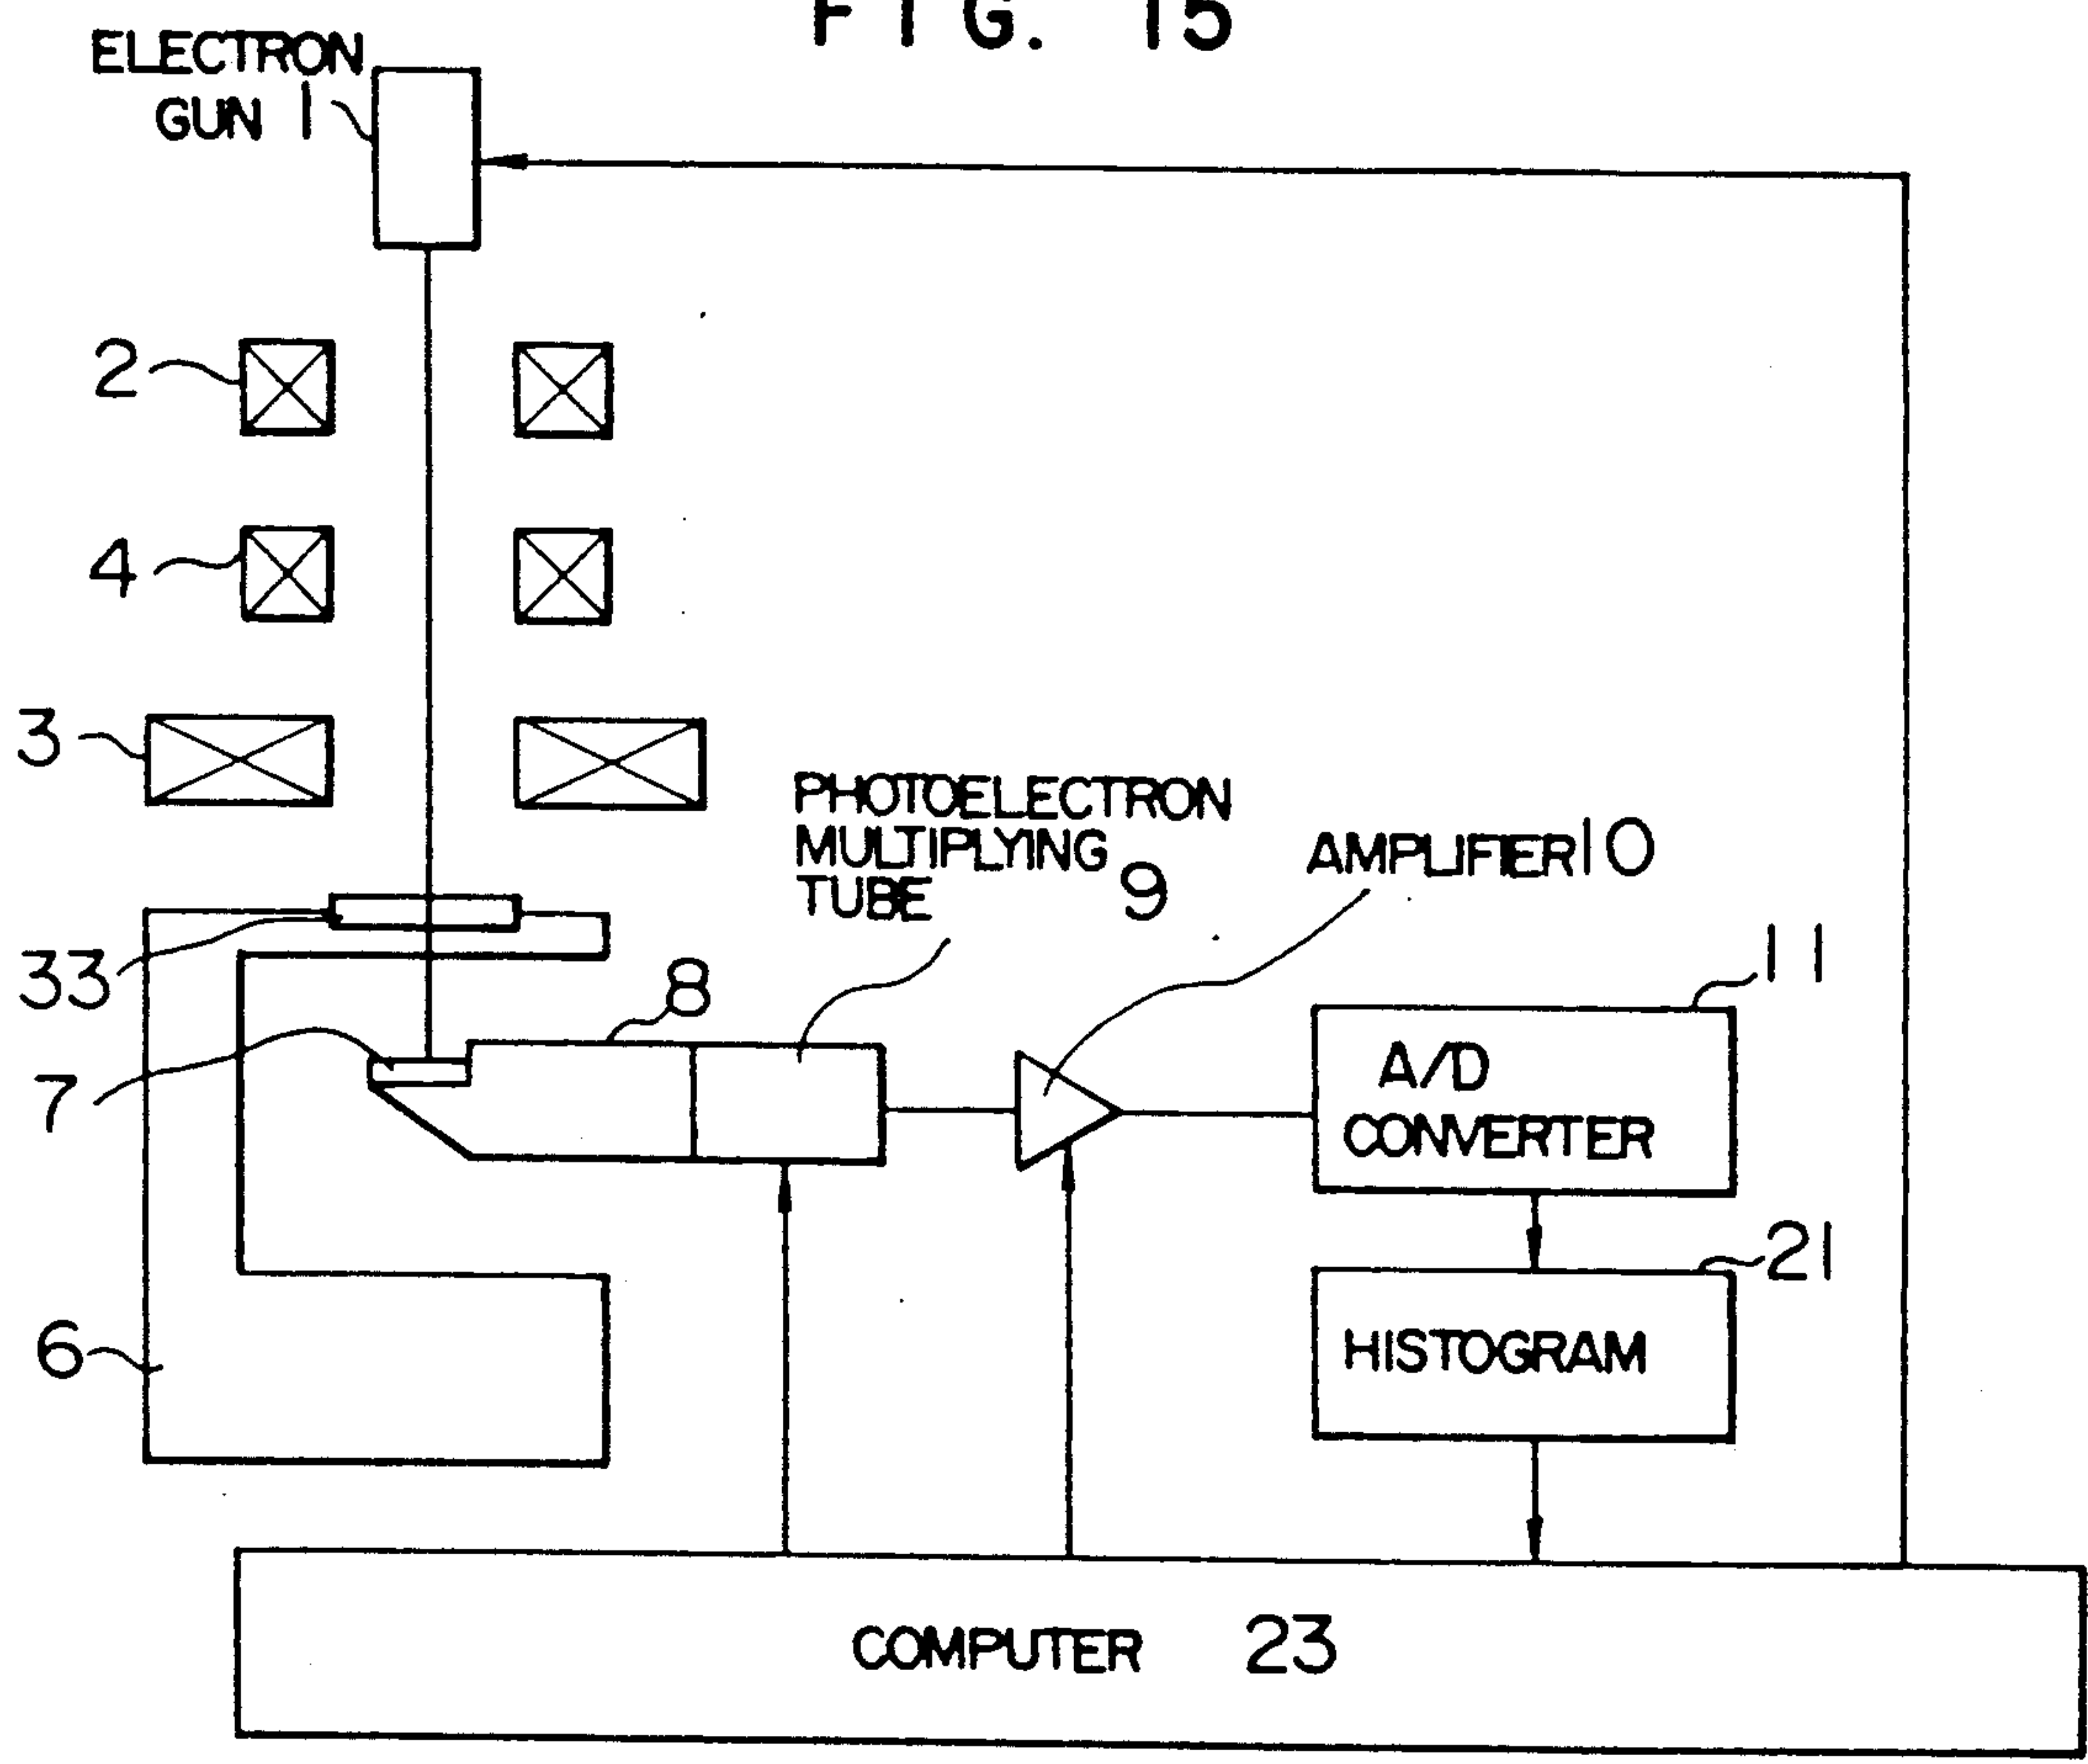 FIG. 15
ELECTRON
GUN 1
2
4
3
PHOTOELECTRON
MULTIPLYING
TUBE 9
AMPLIFIER 10
33
8
11
7
A/D
CONVERTER
21
6
HISTOGRAM
COMPUTER 23